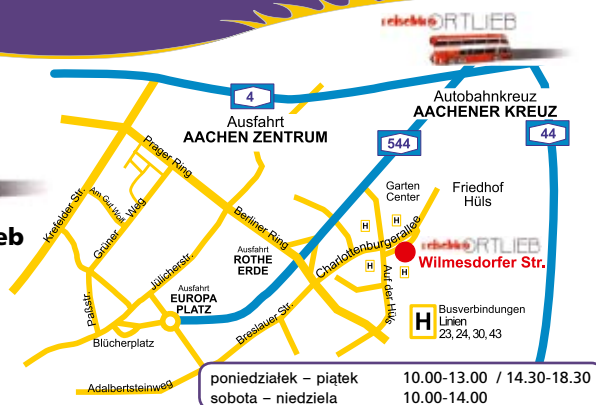 reisebüro ORTLIEB
4
Ausfahrt
AACHEN ZENTRUM
Autobahnkreuz
AACHENER KREUZ
544
44
Prager Ring
Krefelder Str.
Am Gut Wolf
Grüner Weg
Berliner Ring
Garten
Center
Friedhof
Hüls
H
H
H
H
eb
Ausfahrt
ROTHE
ERDE
Charlottenburgerallee
reisebüro ORTLIEB
Wilmesdorfer Str.
Jülicherstr.
Ausfahrt
EUROPA
PLATZ
Auf der Hüls
Paßstr.
Breslauer Str.
H
Busverbindungen
Linien
23, 24, 30, 43
Blücherplatz
Adalbertsteinweg
poniedziałek – piątek 10.00-13.00 / 14.30-18.30
sobota – niedziela 10.00-14.00